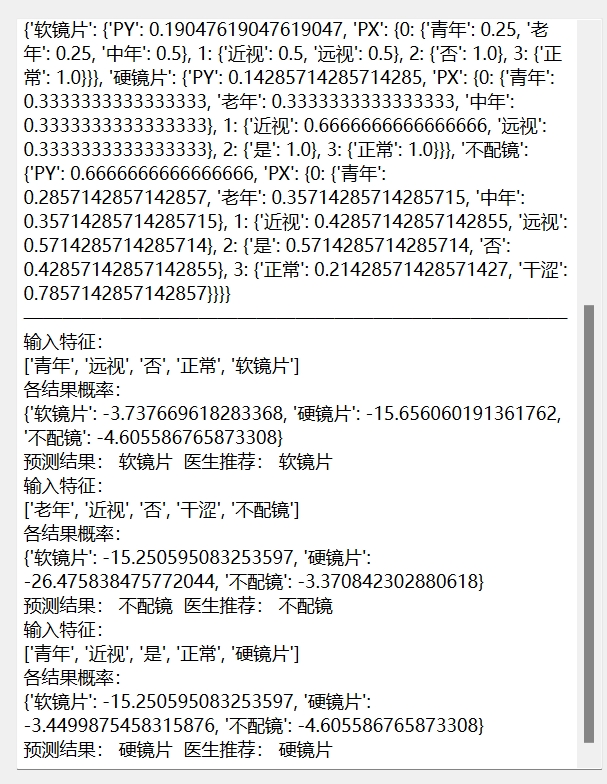 {'软镜片': {'PY': 0.19047619047619047, 'PX': {0: {'青年': 0.25, '老
年': 0.25, '中年': 0.5}, 1: {'近视': 0.5, '远视': 0.5}, 2: {'否': 1.0}, 3: {'正
常': 1.0}}}, '硬镜片': {'PY': 0.14285714285714285, 'PX': {0: {'青年':
0.3333333333333333, '老年': 0.3333333333333333, '中年':
0.3333333333333333}, 1: {'近视': 0.6666666666666666, '远视':
0.3333333333333333}, 2: {'是': 1.0}, 3: {'正常': 1.0}}}, '不配镜':
{'PY': 0.6666666666666666, 'PX': {0: {'青年':
0.2857142857142857, '老年': 0.35714285714285715, '中年':
0.35714285714285715}, 1: {'近视': 0.42857142857142855, '远视':
0.5714285714285714}, 2: {'是': 0.5714285714285714, '否':
0.42857142857142855}, 3: {'正常': 0.21428571428571427, '干涩':
0.7857142857142857}}}}
输入特征:
['青年', '远视', '否', '正常', '软镜片']
各结果概率:
{'软镜片': -3.737669618283368, '硬镜片': -15.656060191361762,
'不配镜': -4.605586765873308}
预测结果: 软镜片 医生推荐: 软镜片
输入特征:
['老年', '近视', '否', '干涩', '不配镜']
各结果概率:
{'软镜片': -15.250595083253597, '硬镜片':
-26.475838475772044, '不配镜': -3.370842302880618}
预测结果: 不配镜 医生推荐: 不配镜
输入特征:
['青年', '近视', '是', '正常', '硬镜片']
各结果概率:
{'软镜片': -15.250595083253597, '硬镜片':
-3.4499875458315876, '不配镜': -4.605586765873308}
预测结果: 硬镜片 医生推荐: 硬镜片